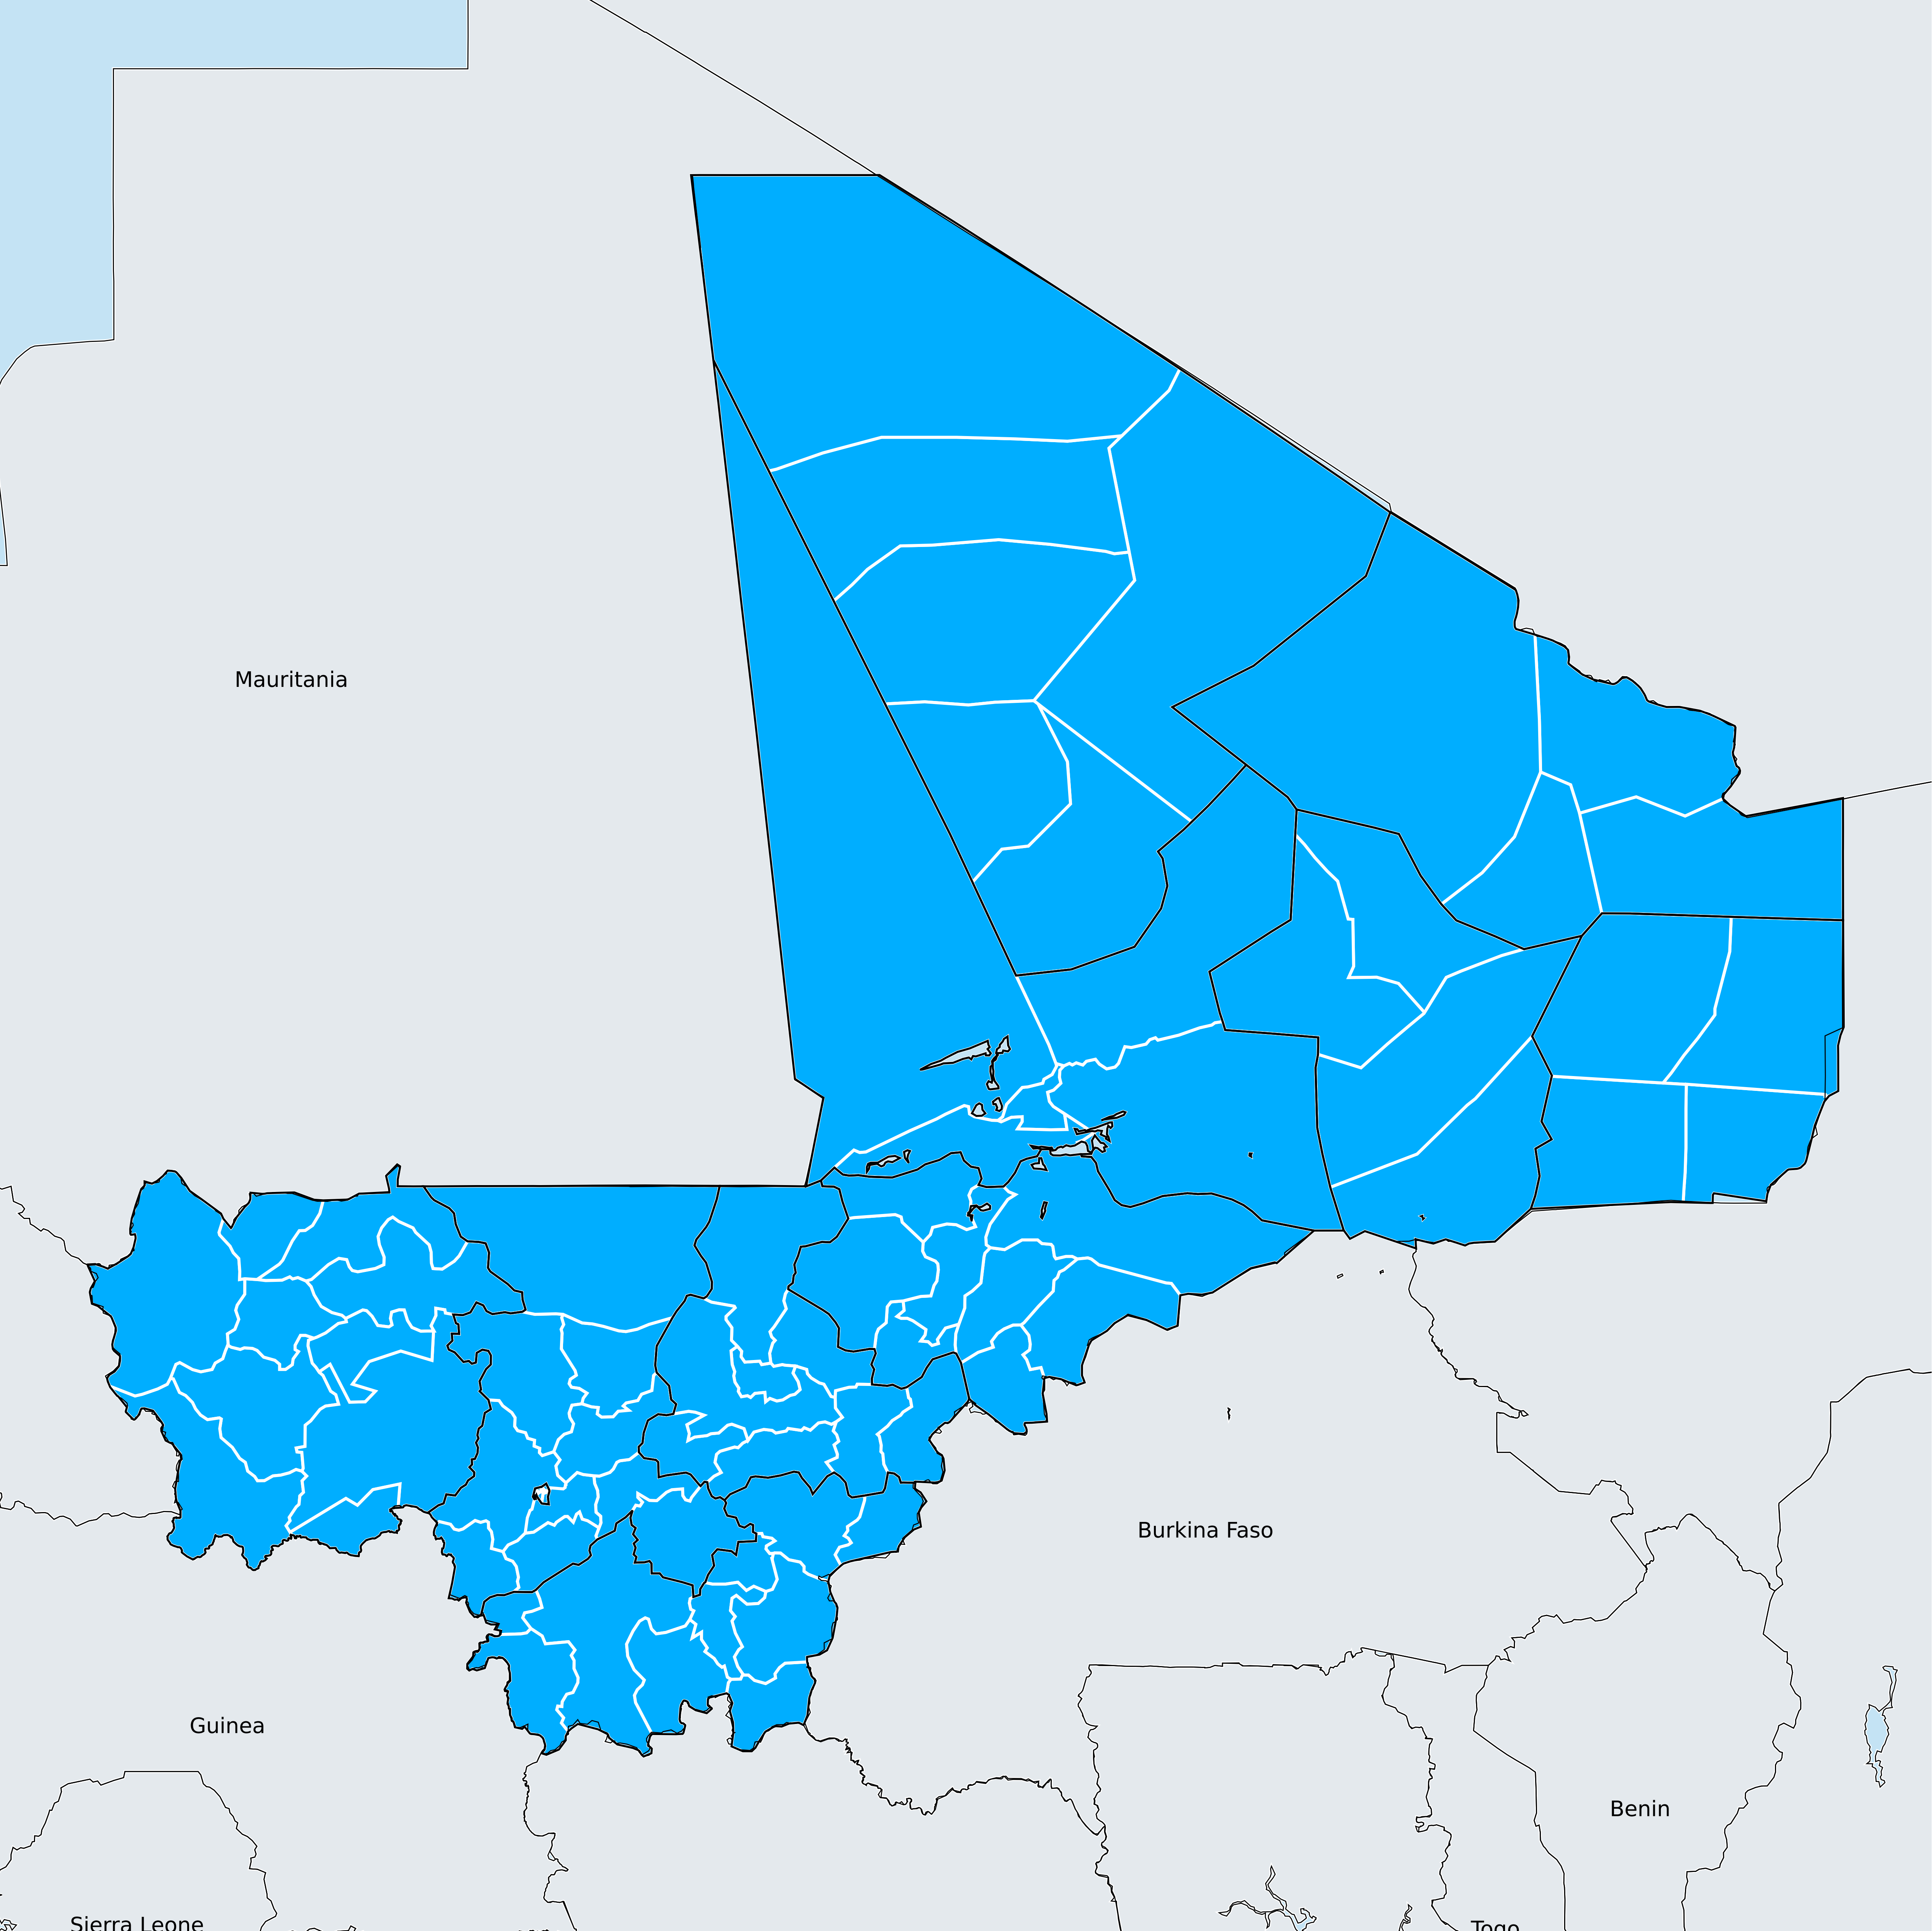 Mauritania
Burkina Faso
Guinea
Benin
Sierra Leone
Togo